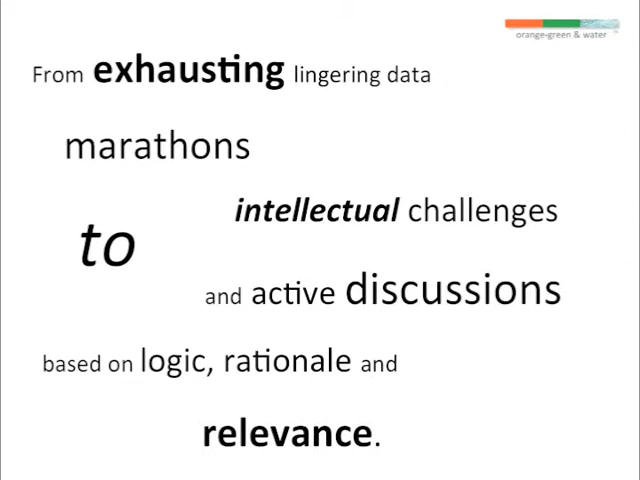 orange-green & water
From exhausting lingering data
marathons
intellectual challenges
to
and active discussions
based on logic, rationale and
relevance.